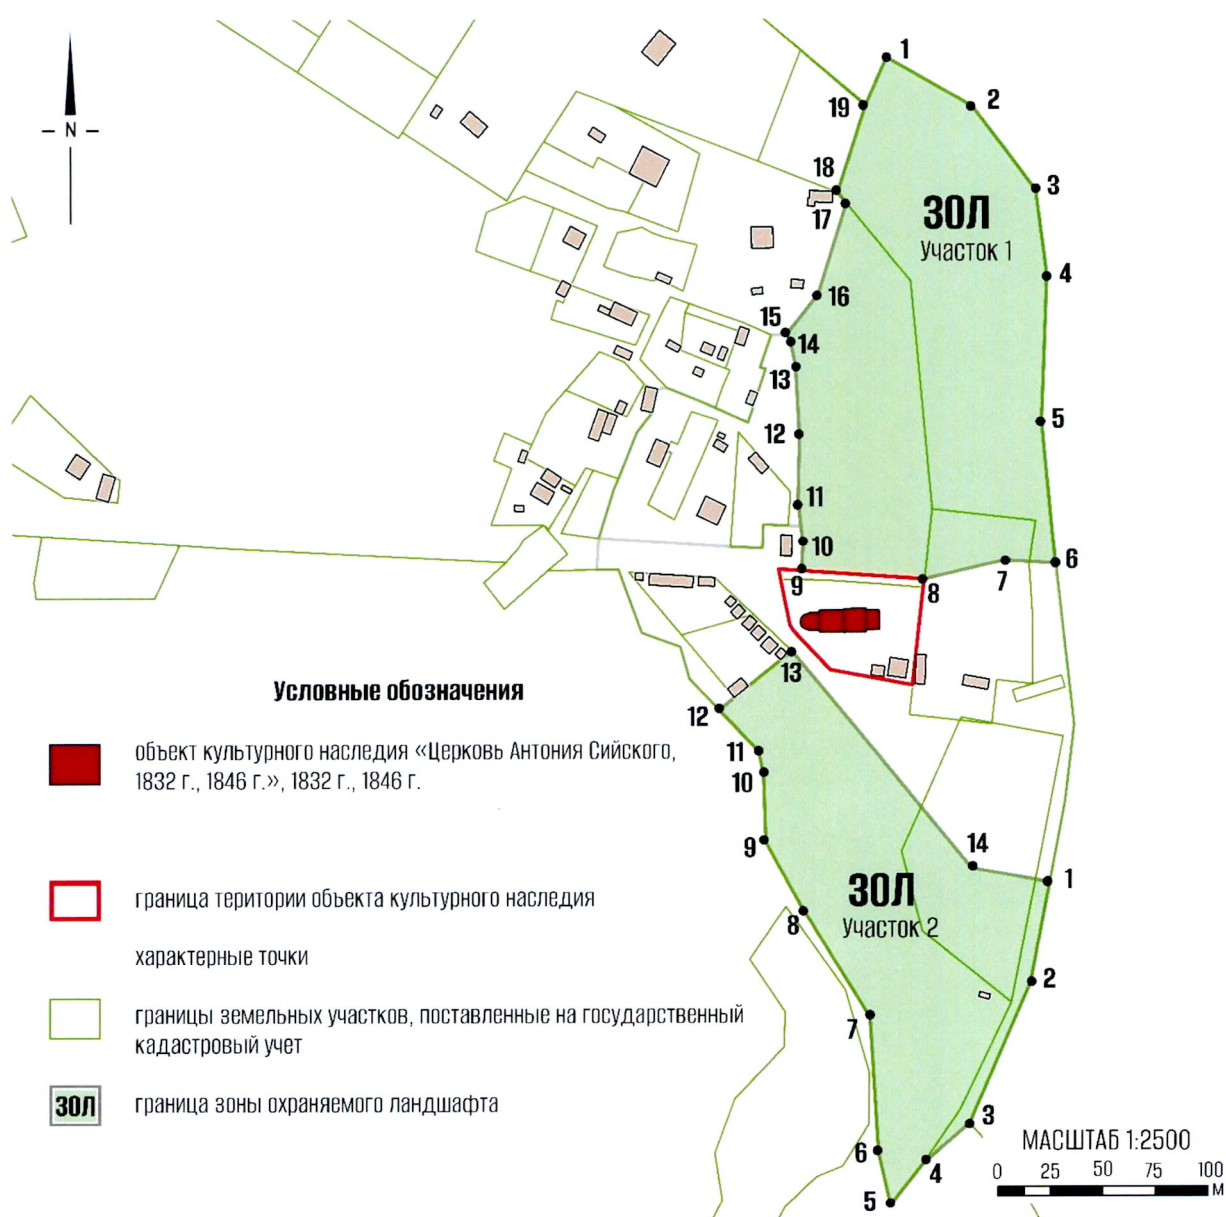 1
19
2
N
18
3
17
ЗОЛ
Участок 1
4
16
15
14
13
5
12
11
10
9
8
7
6
13
12
11
10
9
14
1
ЗОЛ
Участок 2
8
2
7
3
6
4
5
Условные обозначения
объект культурного наследия «Церковь Антония Сийского,
1832 г., 1846 г.», 1832 г., 1846 г.
граница територии объекта культурного наследия
характерные точки
границы земельных участков, поставленные на государственный
кадастровый учет
ЗОЛ
граница зоны охраняемого ландшафта
МАСШТАБ 1:2500
0 25 50 75 100
М